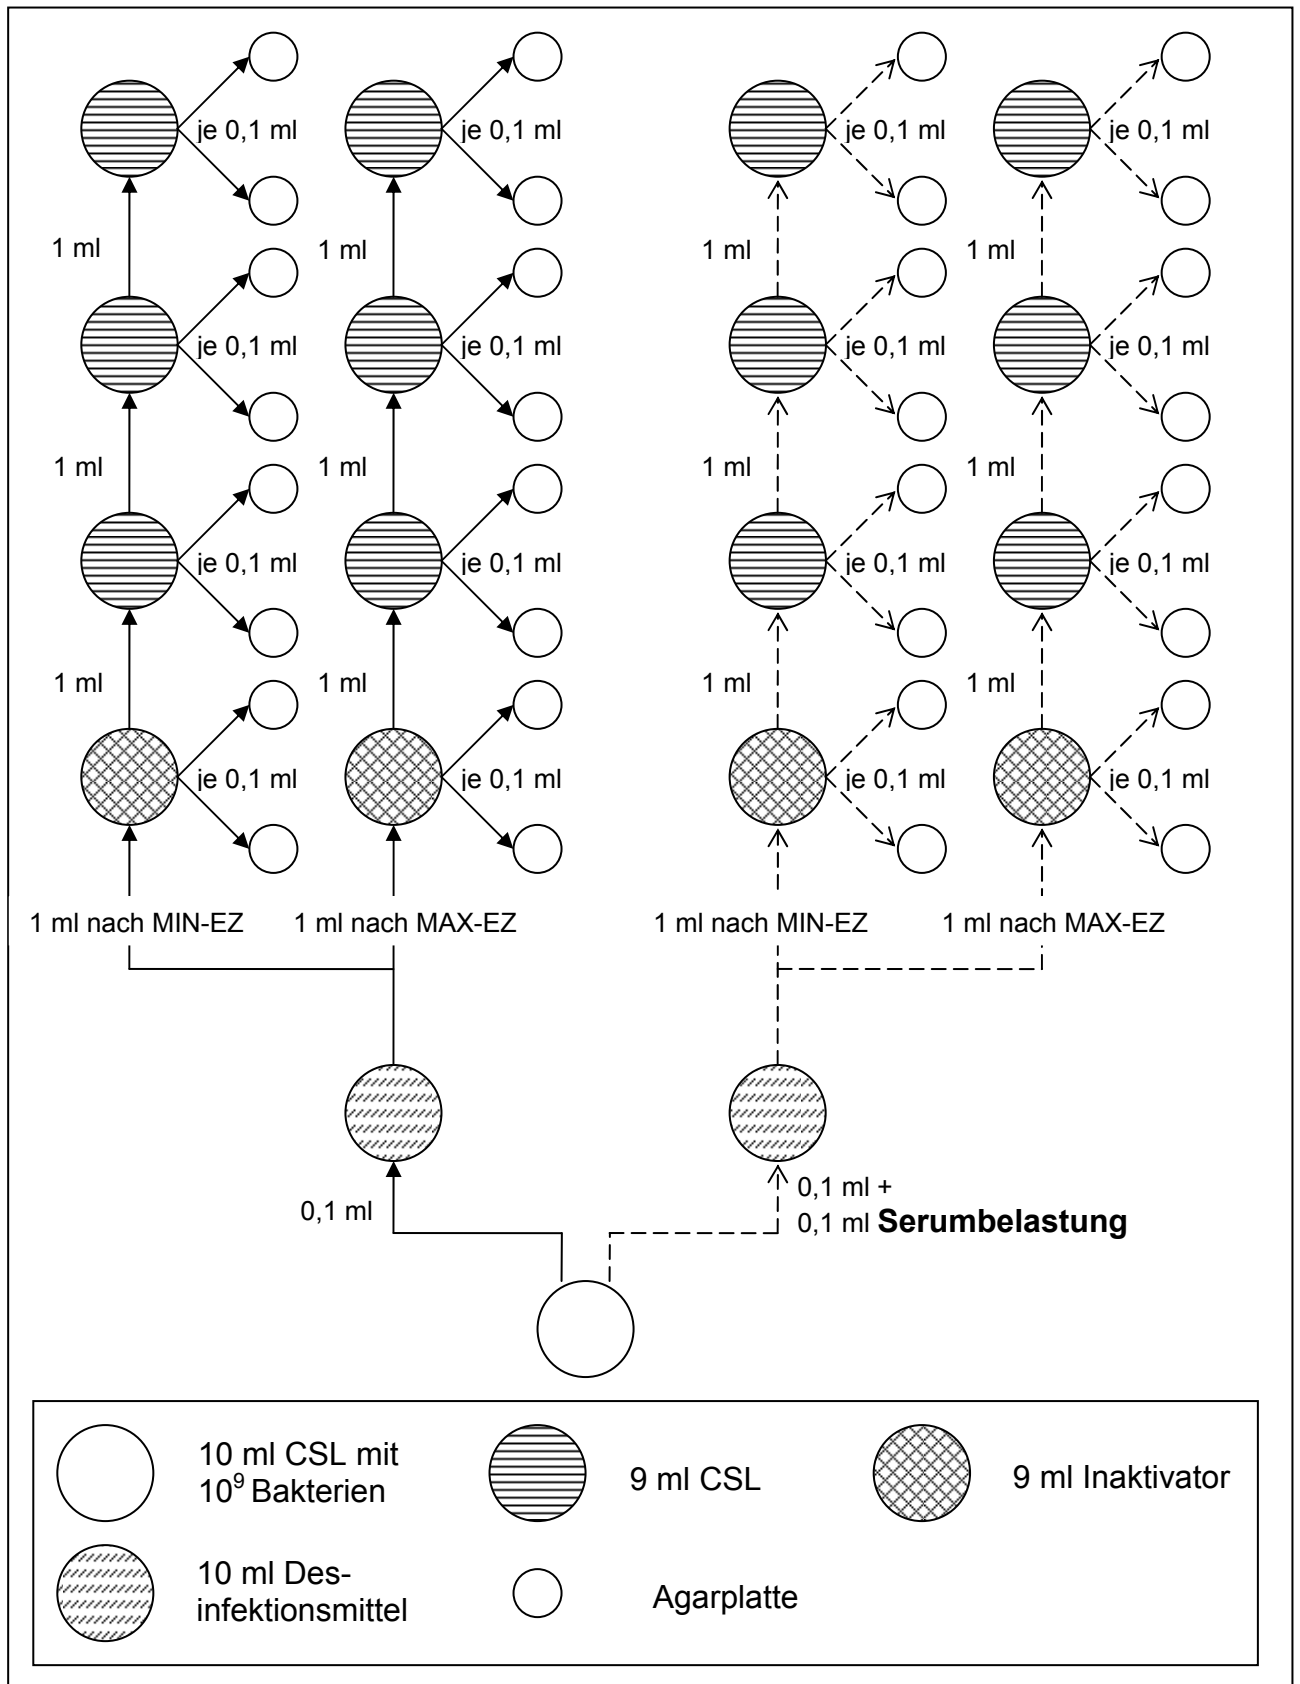 je 0,1 ml je 0,1 ml je 0,1 ml je 0,1 ml
1 ml 1 ml 1 ml 1 ml
je 0,1 ml je 0,1 ml je 0,1 ml je 0,1 ml
1 ml 1 ml 1 ml 1 ml
je 0,1 ml je 0,1 ml je 0,1 ml je 0,1 ml
1 ml 1 ml 1 ml 1 ml
je 0,1 ml je 0,1 ml je 0,1 ml je 0,1 ml
1 ml nach MIN-EZ 1 ml nach MAX-EZ 1 ml nach MIN-EZ 1 ml nach MAX-EZ
0,1 ml
0,1 ml +
0,1 ml Serumbelastung
10 ml CSL mit
10⁹ Bakterien
9 ml CSL
9 ml Inaktivator
10 ml Des-
infektionsmittel
Agarplatte